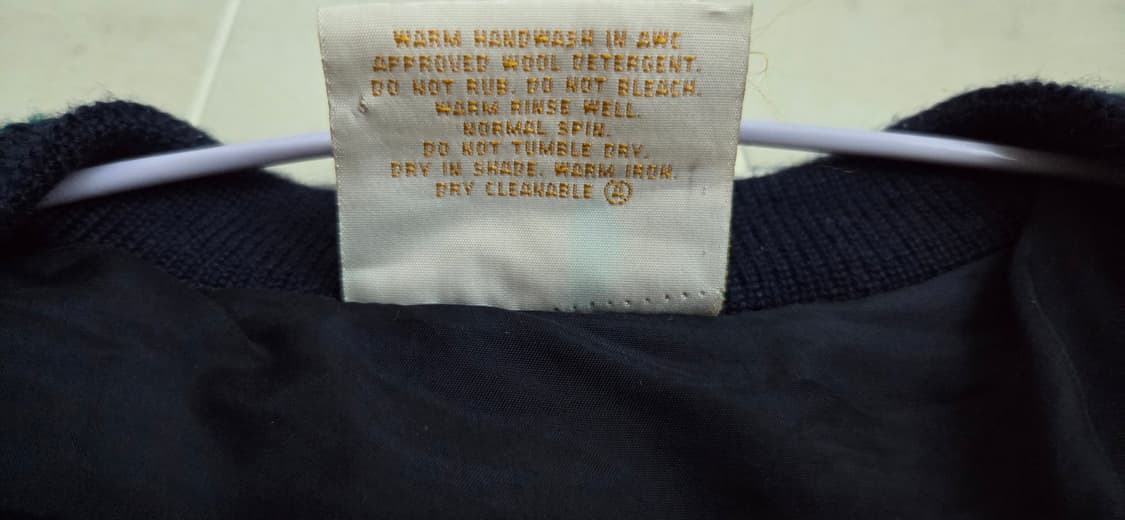 WARM HANDWASH IN AWC
APPROVED WOOL DETERGENT.
DO NOT RUB. DO NOT BLEACH.
WARM RINSE WELL.
NORMAL SPIN.
DO NOT TUMBLE DRY.
DRY IN SHADE. WARM IRON.
DRY CLEANABLE Ⓐ